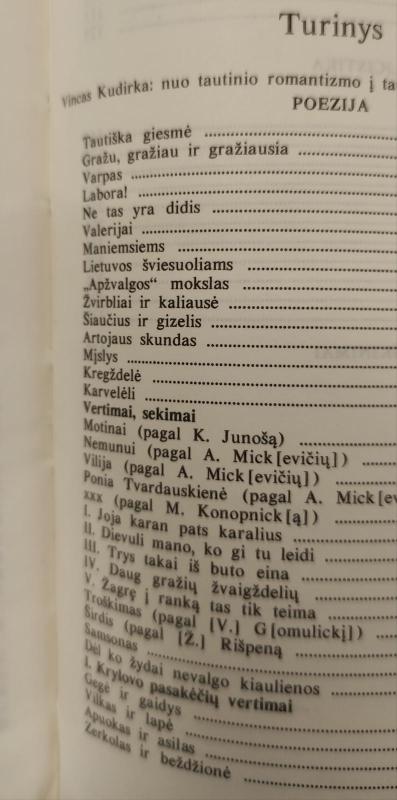 Turinys
Vincas Kudirka: nuo tautinio romantizmo į ta
POEZIJA
Tautiška giesmė
Gražu, gražiau ir gražiausia
Varpas
Labora!
Ne tas yra didis
Valerijai
Maniemsiems
Lietuvos šviesuoliams
„Apžvalgos“ mokslas
Žvirbliai ir kaliausė
Šiaučius ir gizelis
Artojaus skundas
Mįslys
Kregždelė
Karvelėli
Vertimai, sekimai
Motinai (pagal K. Junošą)
Nemunui (pagal A. Mick[evičių])
Vilija (pagal A. Mick[evičių])
Ponia Tvardauskienė (pagal A. Mick[ev
xxx (pagal M. Konopnick[ą])
I. Joja karan pats karalius
II. Dievuli mano, ko gi tu leidi
III. Trys takai iš buto eina
IV. Daug gražių žvaigždelių
V. Žagrę į ranką tas tik teima
Troškimas (pagal [V.] G[omulickį])
Širdis (pagal [Ž.] Rišpeną
Samsonas
Dėl ko žydai nevalgo kiaulienos
I. Krylovo pasakėčių vertimai
Gegė ir gaidys
Vilkas ir lapė
Apuokas ir asilas
Zerkolas ir beždžionė